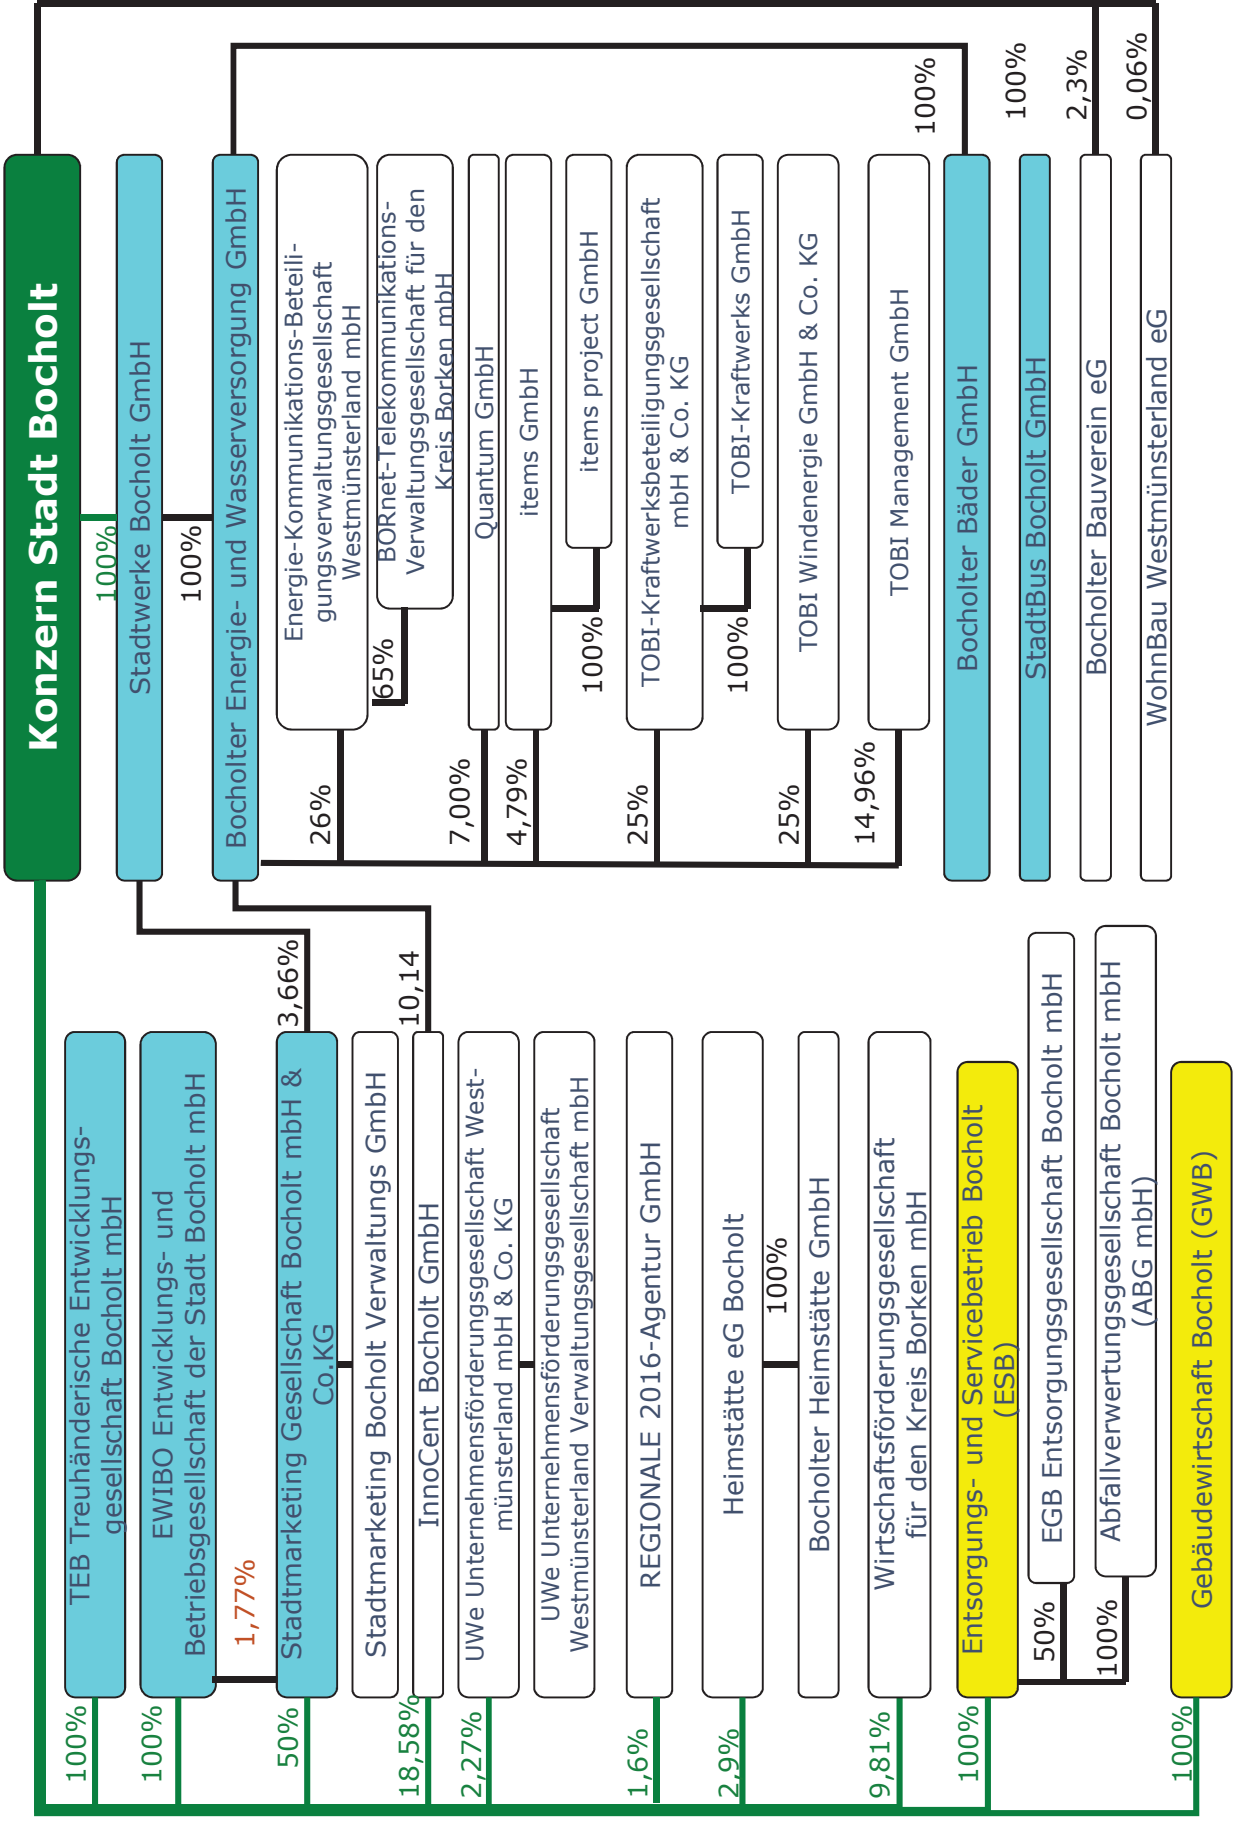 Konzern Stadt Bocholt
100%
TEB Treuhänderische Entwicklungs-
gesellschaft Bocholt mbH
100%
EWIBO Entwicklungs- und
Betriebsgesellschaft der Stadt Bocholt mbH
1,77%
50%
Stadtmarketing Gesellschaft Bocholt mbH &
Co.KG
3,66%
Stadtmarketing Bocholt Verwaltungs GmbH
18,58%
InnoCent Bocholt GmbH
10,14
2,27%
UWe Unternehmensförderungsgesellschaft West-
münsterland mbH & Co. KG
UWe Unternehmensförderungsgesellschaft
Westmünsterland Verwaltungsgesellschaft mbH
1,6%
REGIONALE 2016-Agentur GmbH
2,9%
Heimstätte eG Bocholt
100%
Bocholter Heimstätte GmbH
9,81%
Wirtschaftsförderungsgesellschaft
für den Kreis Borken mbH
100%
Entsorgungs- und Servicebetrieb Bocholt
(ESB)
50%
EGB Entsorgungsgesellschaft Bocholt mbH
100%
Abfallverwertungsgesellschaft Bocholt mbH
(ABG mbH)
100%
Gebäudewirtschaft Bocholt (GWB)
100%
Stadtwerke Bocholt GmbH
100%
Bocholter Energie- und Wasserversorgung GmbH
26%
Energie-Kommunikations-Beteili-
gungsverwaltungsgesellschaft
Westmünsterland mbH
65%
BORnet-Telekommunikations-
Verwaltungsgesellschaft für den
Kreis Borken mbH
7,00%
Quantum GmbH
4,79%
items GmbH
100%
items project GmbH
25%
TOBI-Kraftwerksbeteiligungsgesellschaft
mbH & Co. KG
100%
TOBI-Kraftwerks GmbH
25%
TOBI Windenergie GmbH & Co. KG
14,96%
TOBI Management GmbH
100%
Bocholter Bäder GmbH
100%
StadtBus Bocholt GmbH
2,3%
Bocholter Bauverein eG
0,06%
WohnBau Westmünsterland eG